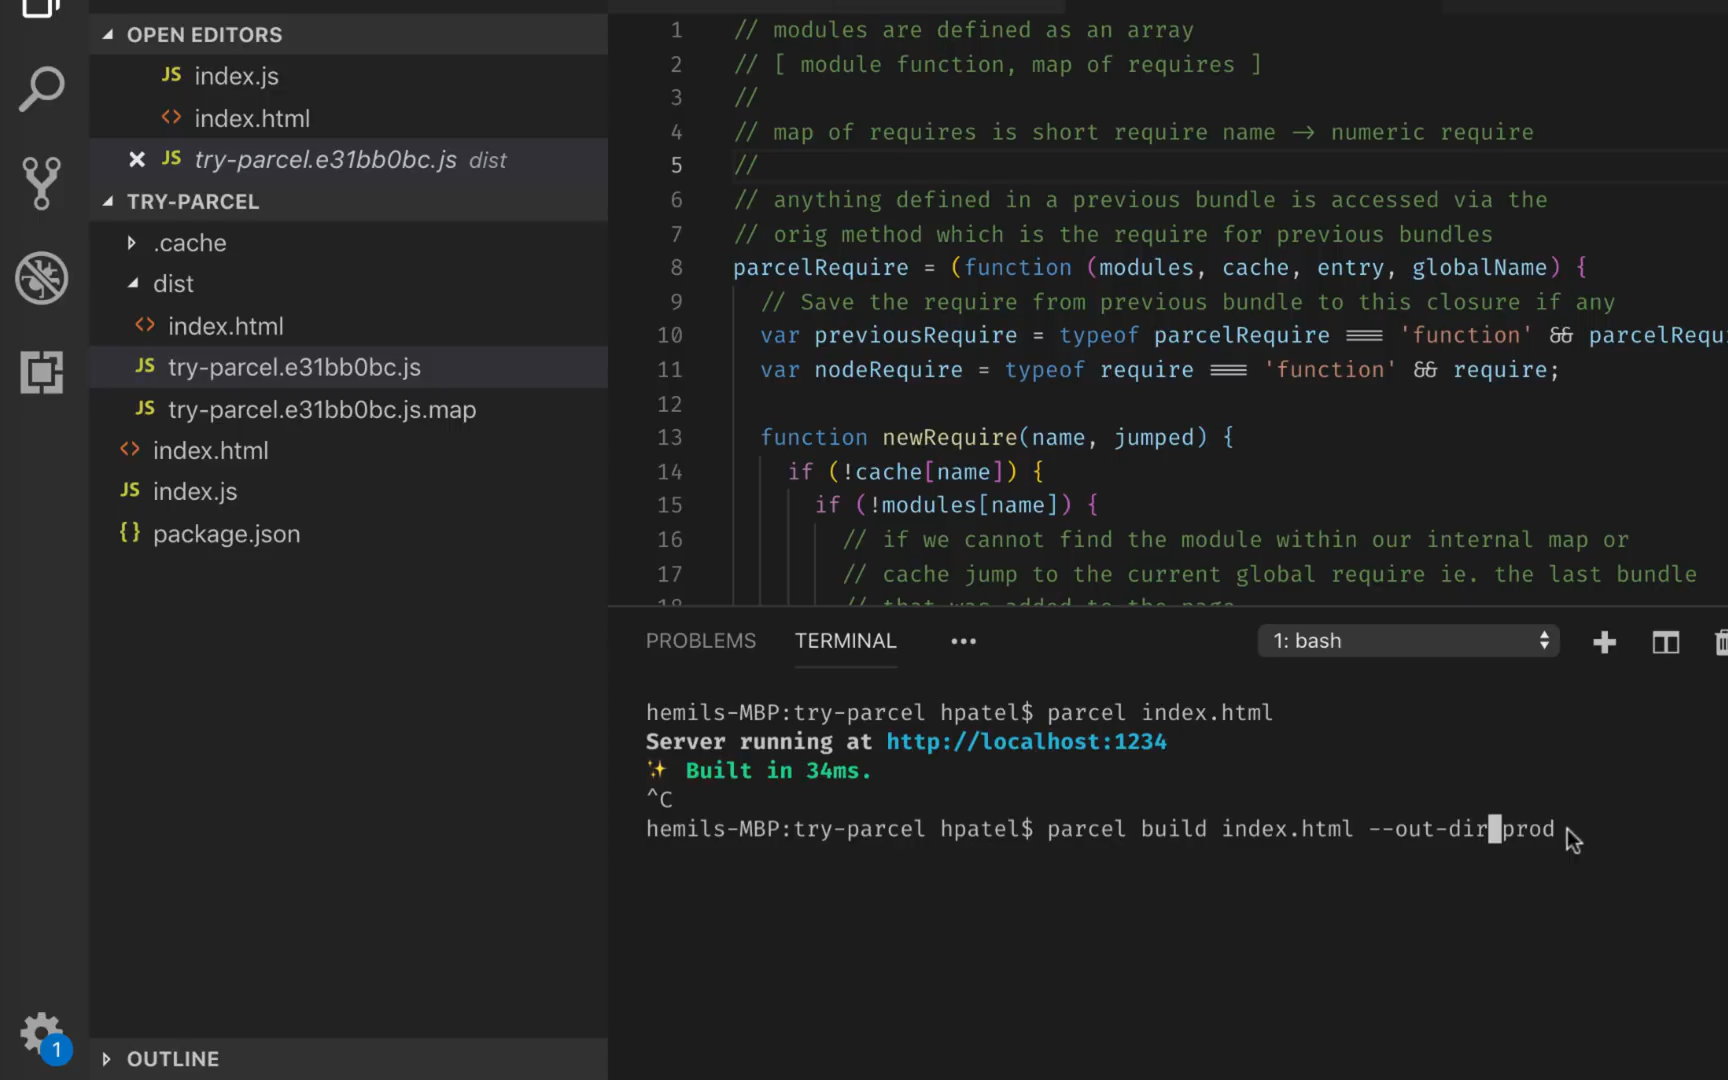 OPEN EDITORS
JS index.js
<> index.html
JS try-parcel.e31bb0bc.js dist
TRY-PARCEL
.cache
dist
<> index.html
JS try-parcel.e31bb0bc.js
JS try-parcel.e31bb0bc.js.map
<> index.html
JS index.js
{} package.json
OUTLINE
1
1 // modules are defined as an array
2 // [ module function, map of requires ]
3 //
4 // map of requires is short require name → numeric require
5 //
6 // anything defined in a previous bundle is accessed via the
7 // orig method which is the require for previous bundles
8 parcelRequire = (function (modules, cache, entry, globalName) {
9 // Save the require from previous bundle to this closure if any
10 var previousRequire = typeof parcelRequire === 'function' && parcelRequ
11 var nodeRequire = typeof require === 'function' && require;
12
13 function newRequire(name, jumped) {
14 if (!cache[name]) {
15 if (!modules[name]) {
16 // if we cannot find the module within our internal map or
17 // cache jump to the current global require ie. the last bundle
18 // that was added to the page
PROBLEMS TERMINAL ••• 1: bash
hemils-MBP:try-parcel hpatel$ parcel index.html
Server running at http://localhost:1234
✨ Built in 34ms.
^C
hemils-MBP:try-parcel hpatel$ parcel build index.html --out-dir prod